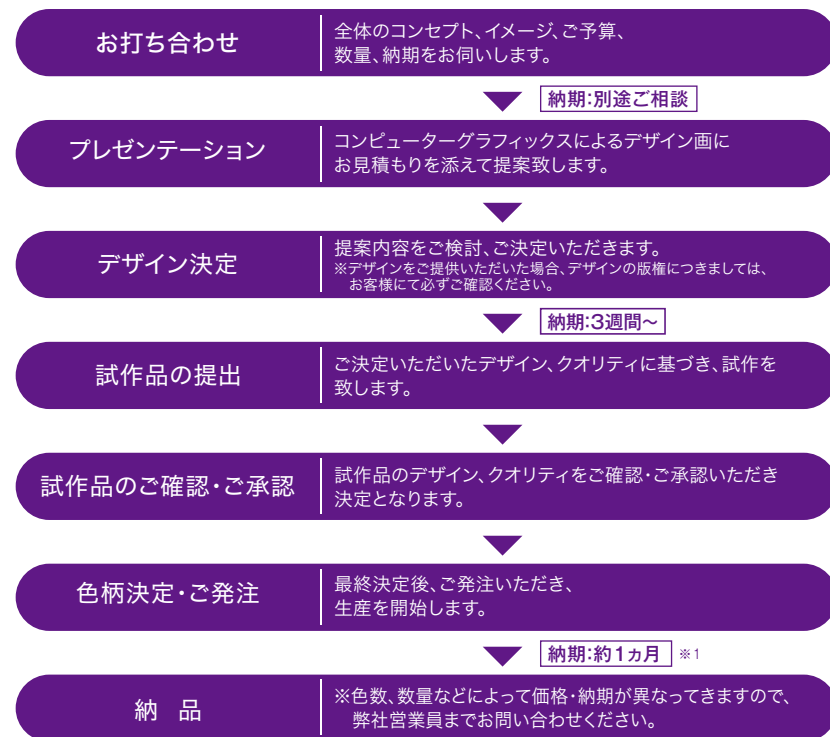 お打ち合わせ
全体のコンセプト、イメージ、ご予算、
数量、納期をお伺いします。
納期:別途ご相談
プレゼンテーション
コンピューターグラフィックスによるデザイン画に
お見積もりを添えて提案致します。
デザイン決定
提案内容をご検討、ご決定いただきます。
※デザインをご提供いただいた場合、デザインの版権につきましては、
お客様にて必ずご確認ください。
納期:3週間〜
試作品の提出
ご決定いただいたデザイン、クオリティに基づき、試作を
致します。
試作品のご確認・ご承認
試作品のデザイン、クオリティをご確認・ご承認いただき
決定となります。
色柄決定・ご発注
最終決定後、ご発注いただき、
生産を開始します。
納期:約1ヵ月 ※1
納 品
※色数、数量などによって価格・納期が異なってきますので、
弊社営業員までお問い合わせください。